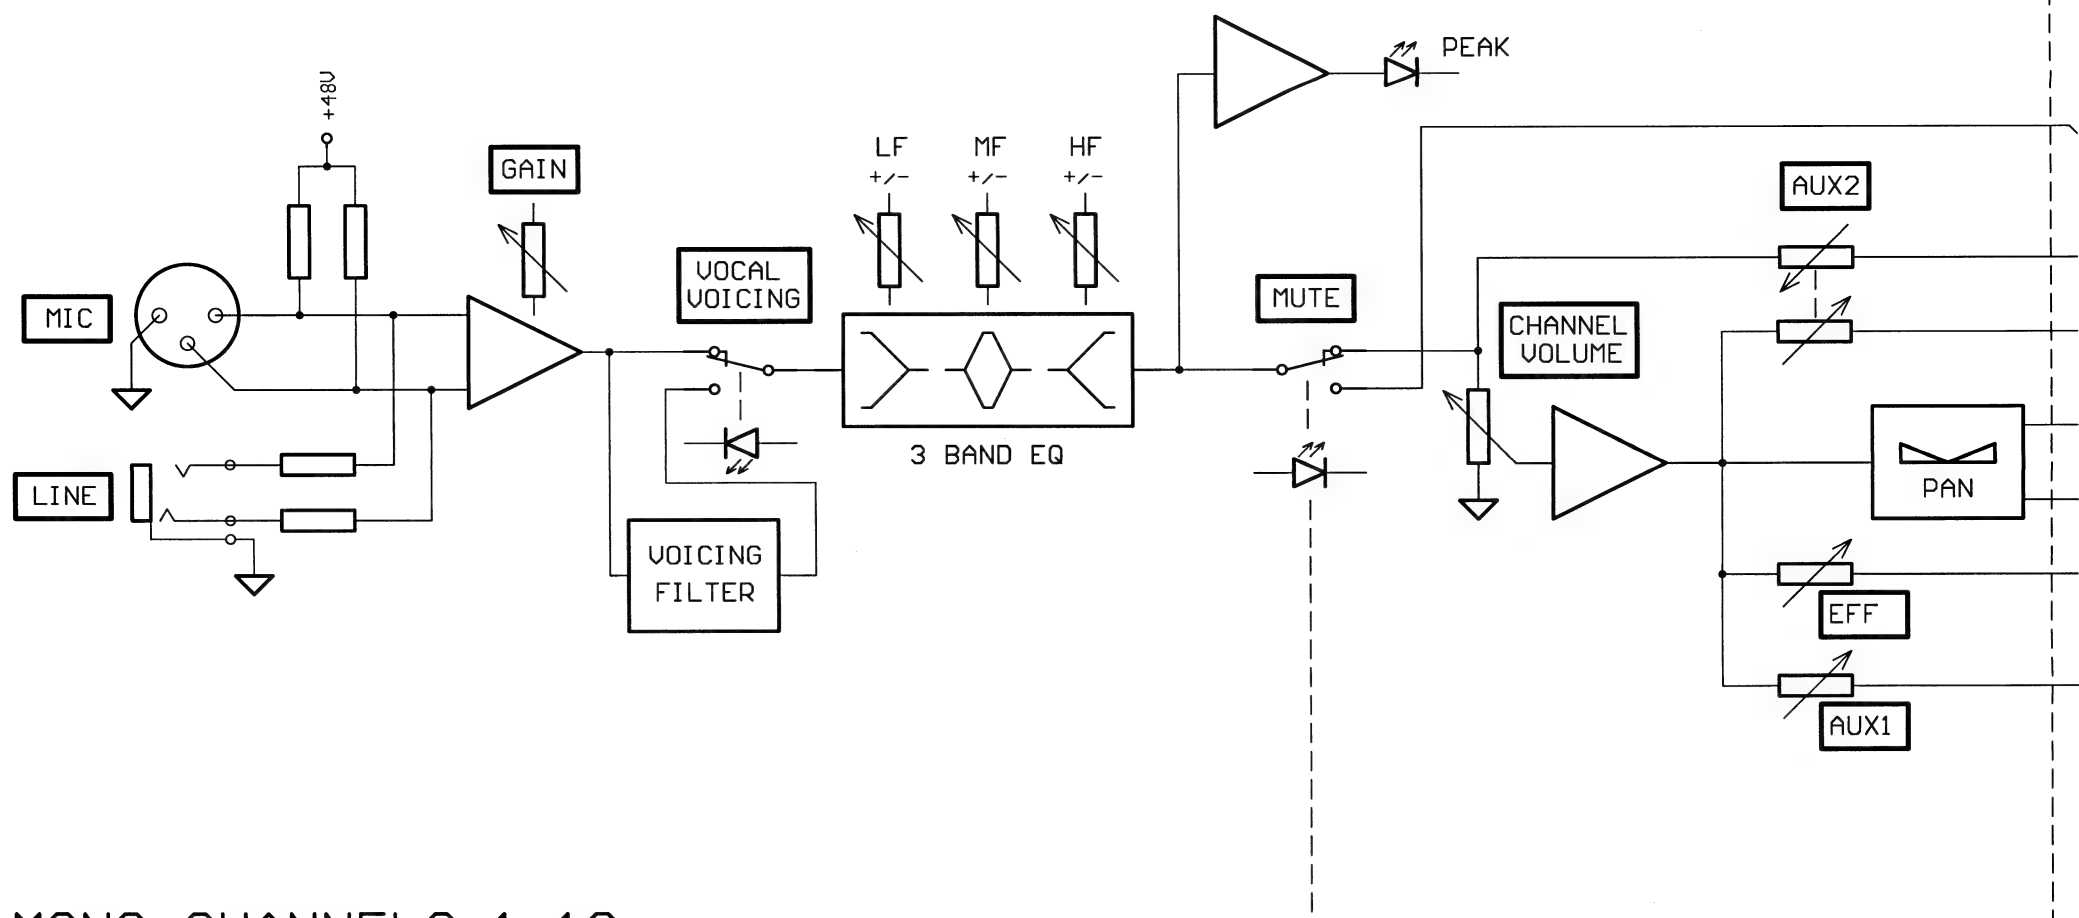 PEAK
+48V
GAIN
LF
MF
HF
+/-
+/-
+/-
AUX2
VOCAL
VOICING
MUTE
MIC
CHANNEL
VOLUME
3 BAND EQ
LINE
PAN
VOICING
FILTER
EFF
AUX1